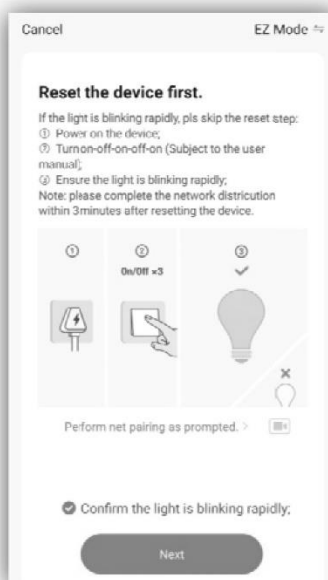 Cancel
EZ Mode
Reset the device first.
If the light is blinking rapidly, pls skip the reset step:
① Power on the device;
② Turnon-off-on-off-on (Subject to the user
manual);
③ Ensure the light is blinking rapidly;
Note: please complete the network districution
within 3minutes after resetting the device.
① ② ③
On/Off ×3
Perform net pairing as prompted. >
Confirm the light is blinking rapidly;
Next